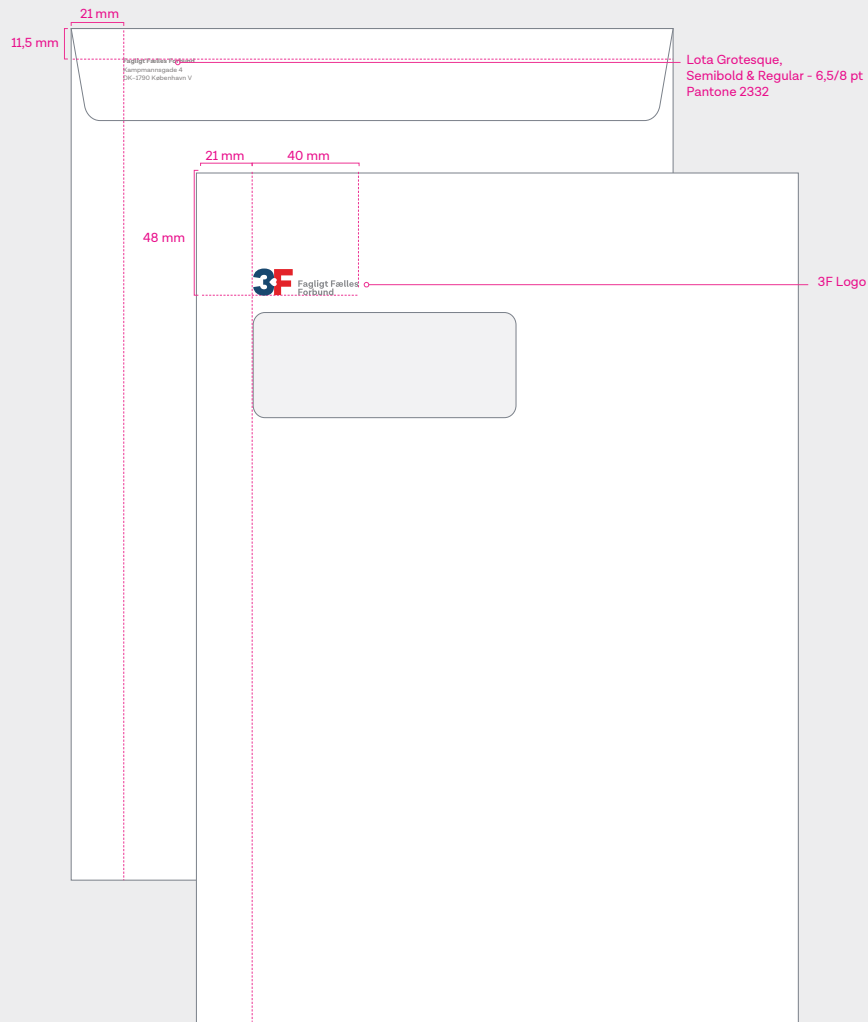 21 mm
11,5 mm
Fagligt Fælles Forbund
Kampmannsgade 4
DK-1790 København V
Lota Grotesque,
Semibold & Regular - 6,5/8 pt
Pantone 2332
21 mm
40 mm
48 mm
3F Fagligt Fælles
Forbund
3F Logo